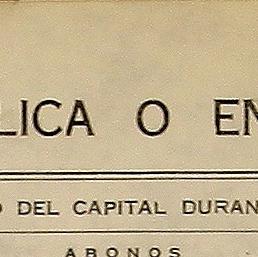 LICA O EN
O DEL CAPITAL DURAN
ABONOS